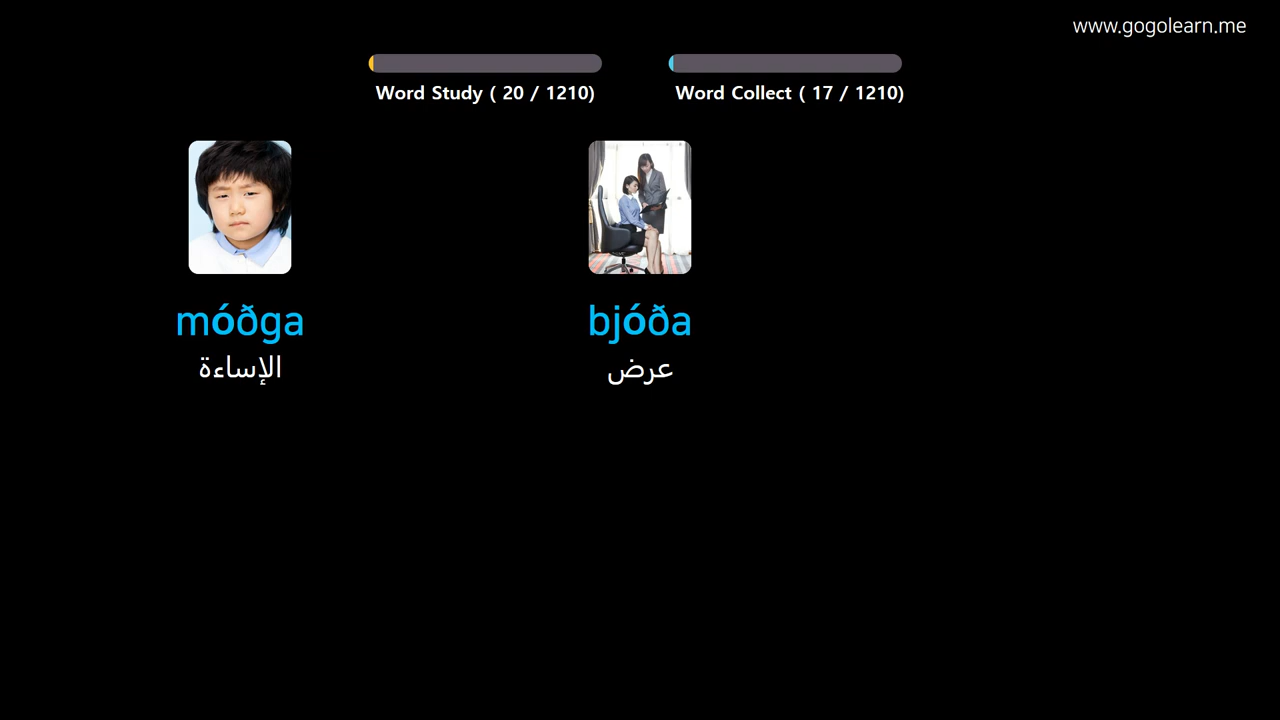 www.gogolearn.me
Word Study ( 20 / 1210)
Word Collect ( 17 / 1210)
móðga
الإساءة
bjóða
عرض